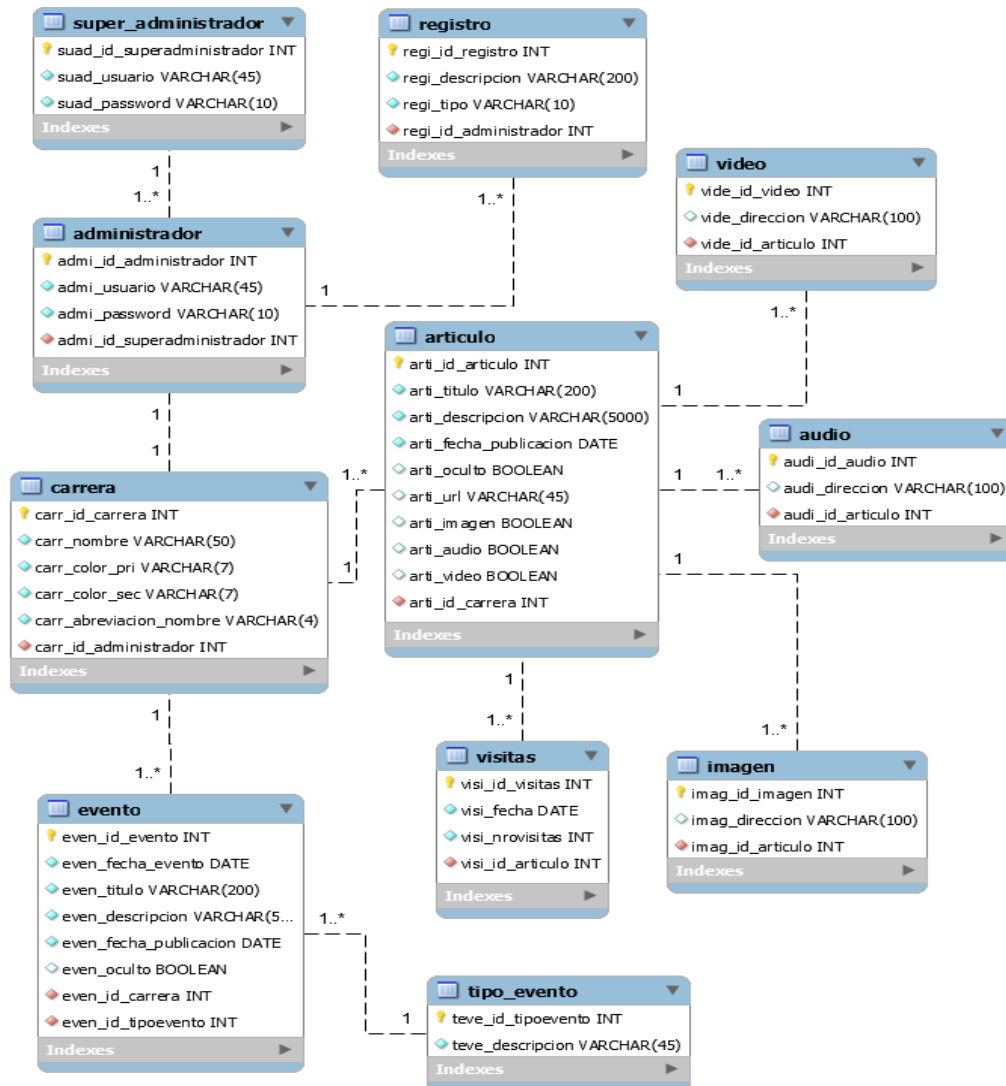 super_administrador
suad_id_superadministrador INT
suad_usuario VARCHAR(45)
suad_password VARCHAR(10)
Indexes
registro
regi_id_registro INT
regi_descripcion VARCHAR(200)
regi_tipo VARCHAR(10)
regi_id_administrador INT
Indexes
1
1..*
1..*
1
administrador
admi_id_administrador INT
admi_usuario VARCHAR(45)
admi_password VARCHAR(10)
admi_id_superadministrador INT
Indexes
video
vide_id_video INT
vide_direccion VARCHAR(100)
vide_id_articulo INT
Indexes
1..*
1
articulo
arti_id_articulo INT
arti_titulo VARCHAR(200)
arti_descripcion VARCHAR(5000)
arti_fecha_publicacion DATE
arti_oculto BOOLEAN
arti_url VARCHAR(45)
arti_imagen BOOLEAN
arti_audio BOOLEAN
arti_video BOOLEAN
arti_id_carrera INT
Indexes
1
1
audio
audi_id_audio INT
audi_direccion VARCHAR(100)
audi_id_articulo INT
Indexes
1
1..*
carrera
carr_id_carrera INT
carr_nombre VARCHAR(50)
carr_color_pri VARCHAR(7)
carr_color_sec VARCHAR(7)
carr_abreviacion_nombre VARCHAR(4)
carr_id_administrador INT
Indexes
1..*
1
1
1..*
1
1..*
visitas
visi_id_visitas INT
visi_fecha DATE
visi_nrovisitas INT
visi_id_articulo INT
Indexes
imagen
imag_id_imagen INT
imag_direccion VARCHAR(100)
imag_id_articulo INT
Indexes
1
1..*
evento
even_id_evento INT
even_fecha_evento DATE
even_titulo VARCHAR(200)
even_descripcion VARCHAR(5...
even_fecha_publicacion DATE
even_oculto BOOLEAN
even_id_carrera INT
even_id_tipoevento INT
Indexes
1..*
1
tipo_evento
teve_id_tipoevento INT
teve_descripcion VARCHAR(45)
Indexes